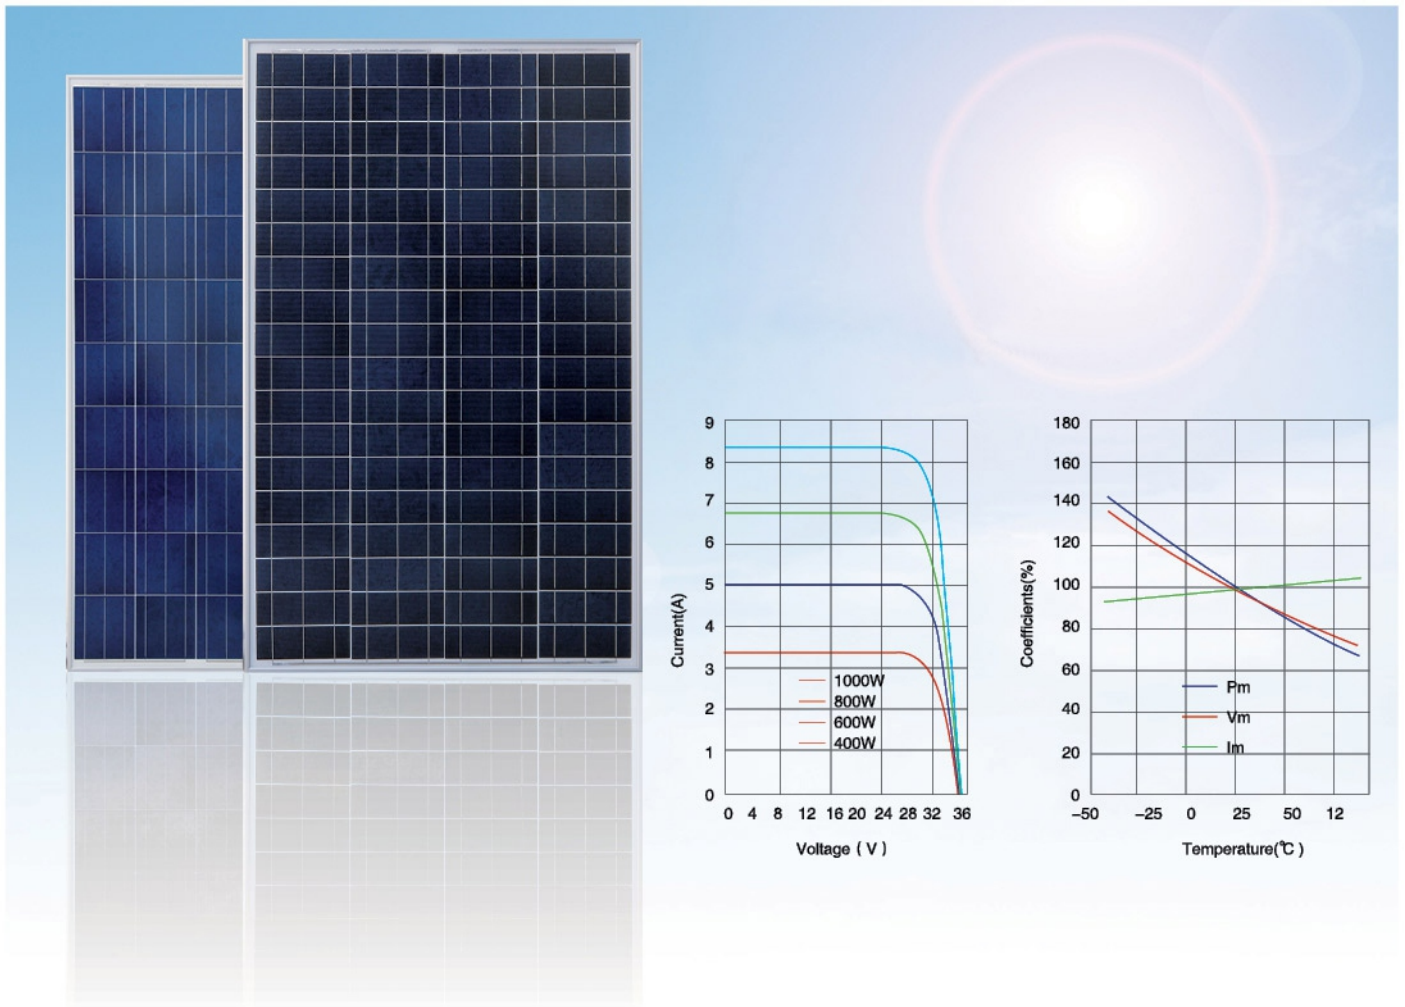 9
8
7
6
5
4
3
2
1
0
Current(A)
1000W
800W
600W
400W
0 4 8 12 16 20 24 28 32 36
Voltage ( V )
180
160
140
120
100
80
60
40
20
0
Coefficients(%)
Pm
Vm
Im
−50 −25 0 25 50 12
Temperature(℃ )